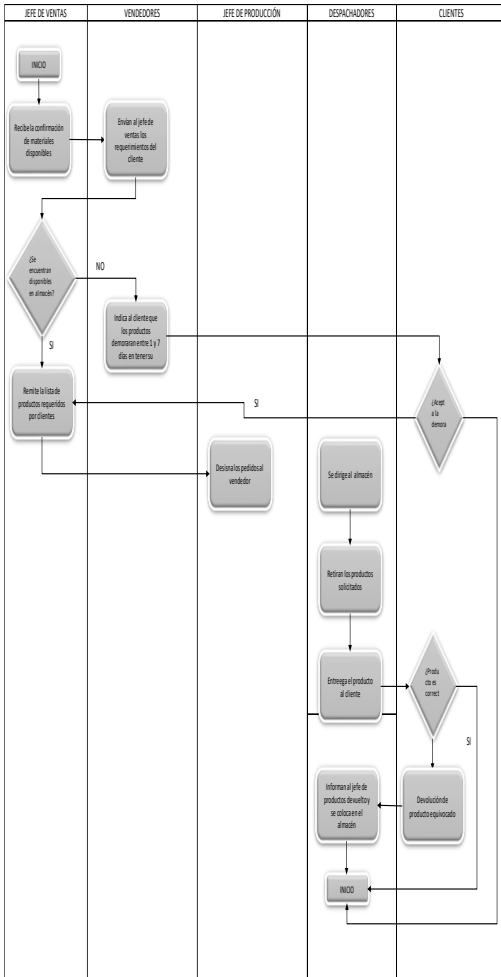 JEFE DE VENTAS
VENDEDORES
JEFE DE PRODUCCIÓN
DESPACHADORES
CLIENTES
INICIO
Recibe la confirmación
de materiales
disponibles
Envían al jefe de
ventas los
requerimientos del
cliente
¿Se
encuentran
disponibles
en almacén?
NO
SI
Indica al cliente que
los productos
demoraran entre 1 y 7
días en tener su
¿Acept
a la
demora
Remite la lista de
productos requeridos
por clientes
SI
Desisna los pedidos al
vendedor
Se dirige al almacén
Retiran los productos
solicitados
Entreega el producto
al cliente
¿Produ
cto es
correct
SI
Informan al jefe de
productos devuelto y
se coloca en el
almacén
Devolución de
producto equivocado
INICIO